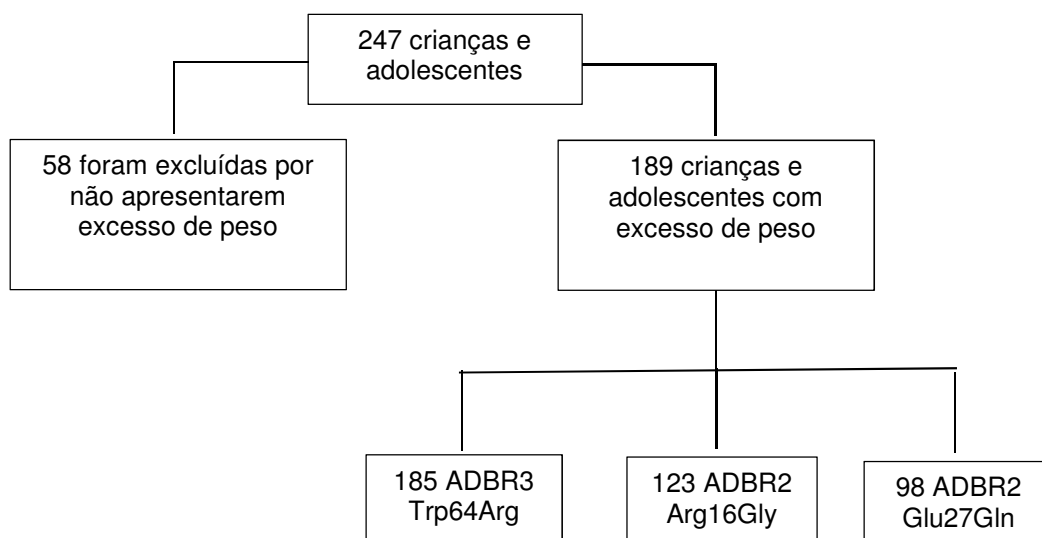 247 crianças e
adolescentes
58 foram excluídas por
não apresentarem
excesso de peso
189 crianças e
adolescentes com
excesso de peso
185 ADBR3
Trp64Arg
123 ADBR2
Arg16Gly
98 ADBR2
Glu27Gln